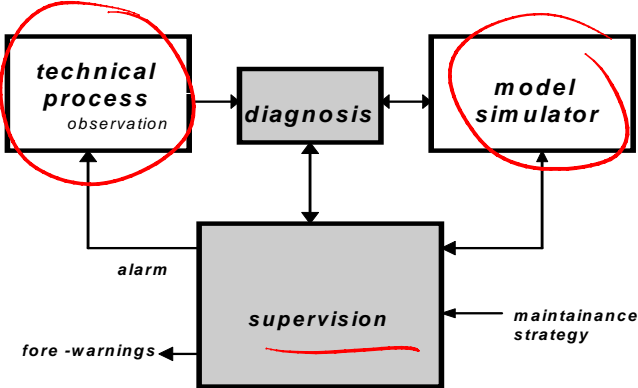 technical
process
observation
diagnosis
model
simulator
alarm
supervision
maintainance
strategy
fore -warnings